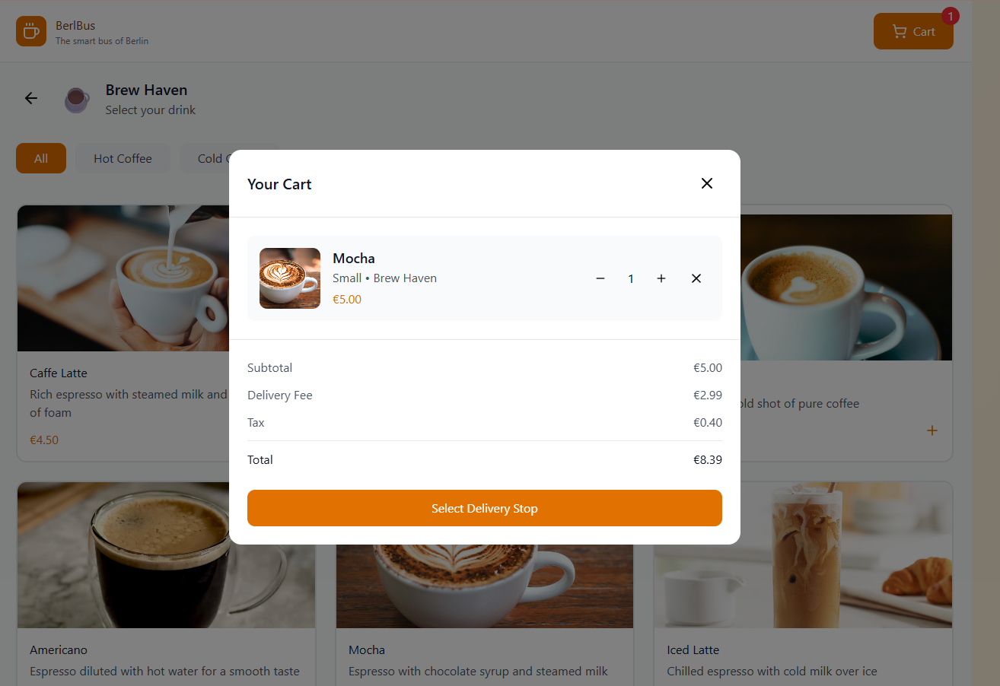 BerlBus
The smart bus of Berlin
1
Cart
Brew Haven
Select your drink
All
Hot Coffee
Cold
Your Cart
Mocha
Small • Brew Haven
€5.00
1
Subtotal
€5.00
Delivery Fee
€2.99
Tax
€0.40
Total
€8.39
Select Delivery Stop
Caffe Latte
Rich espresso with steamed milk and
of foam
€4.50
shot of pure coffee
Americano
Espresso diluted with hot water for a smooth taste
Mocha
Espresso with chocolate syrup and steamed milk
Iced Latte
Chilled espresso with cold milk over ice